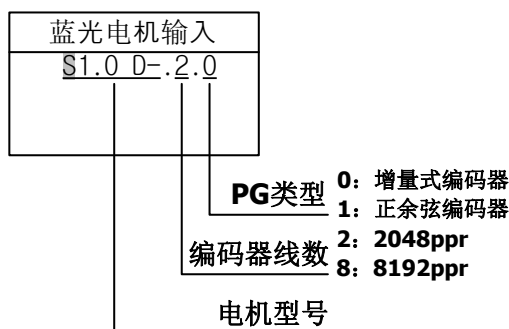 蓝光电机输入
S1.0 D-.2.0
PG类型
0：增量式编码器
1：正余弦编码器
编码器线数
2：2048ppr
8：8192ppr
电机型号